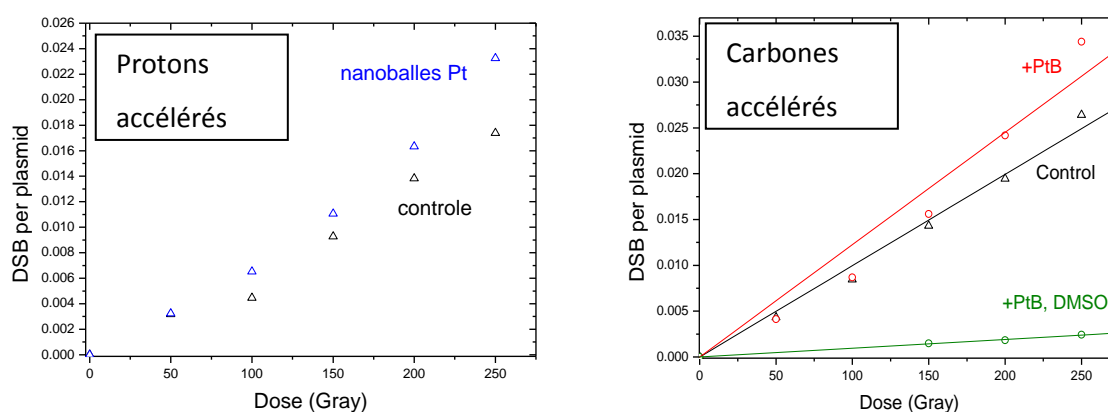 0.026
0.024
0.022
0.020
0.018
0.016
0.014
0.012
0.010
0.008
0.006
0.004
0.002
0.000
DSB per plasmid
Protons
accélérés
nanoballes Pt
controle
0
50
100
150
200
250
Dose (Gray)
0.035
0.030
0.025
0.020
0.015
0.010
0.005
0.000
DSB per plasmid
Carbones
accélérés
+PtB
Control
+PtB, DMSO
0
50
100
150
200
250
Dose (Gray)